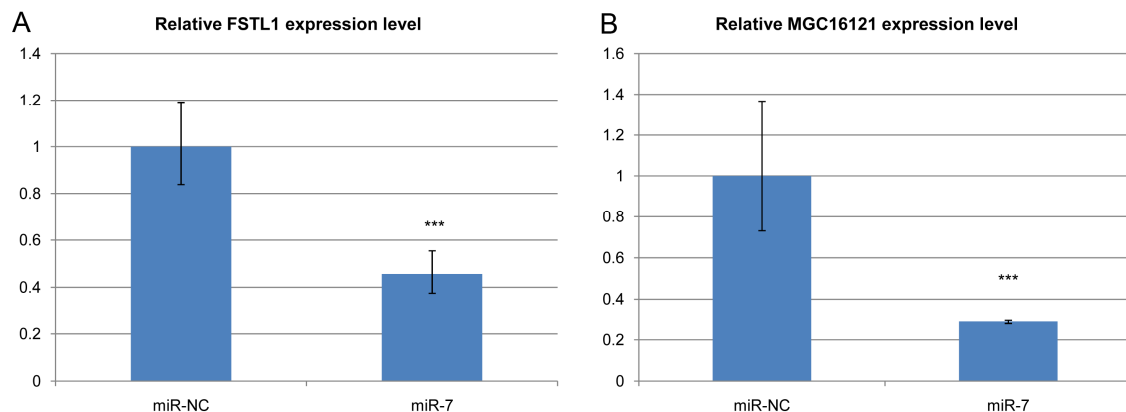 A
Relative FSTL1 expression level
1.4
1.2
1
0.8
0.6
0.4
0.2
0
***
miR-NC
miR-7
B
Relative MGC16121 expression level
1.6
1.4
1.2
1
0.8
0.6
0.4
0.2
0
***
miR-NC
miR-7